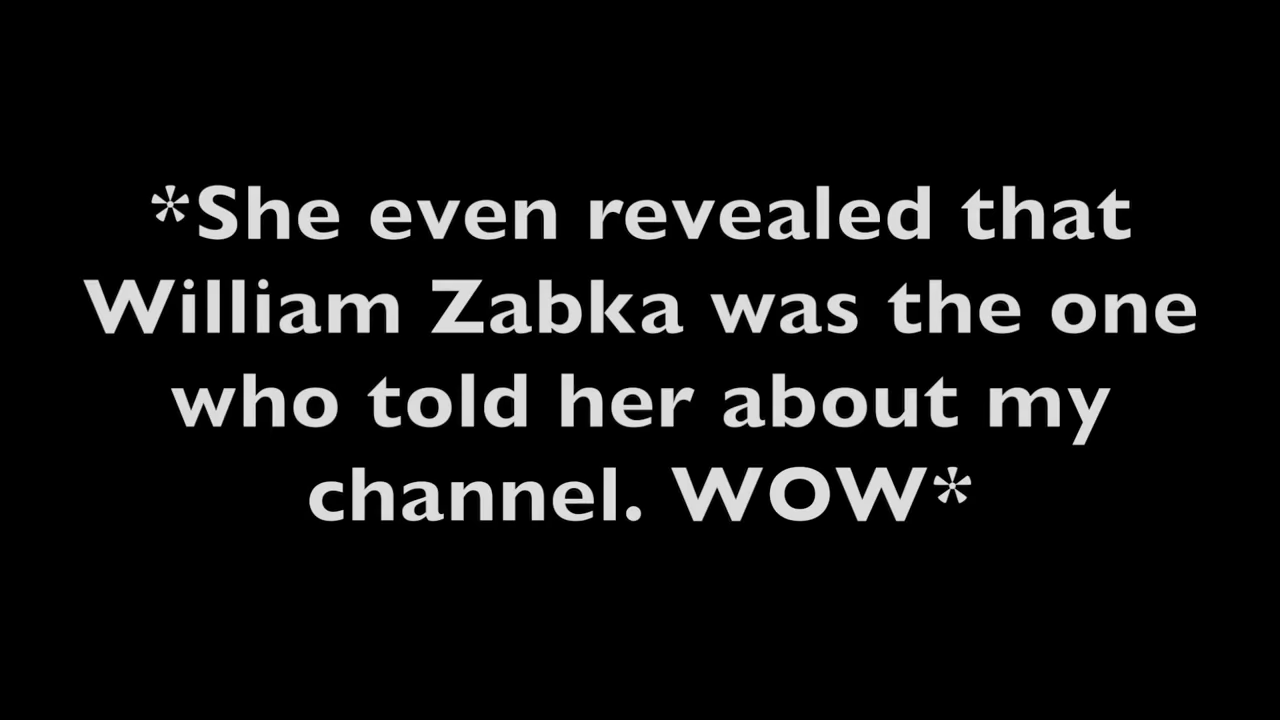 *She even revealed that
William Zabka was the one
who told her about my
channel. WOW*